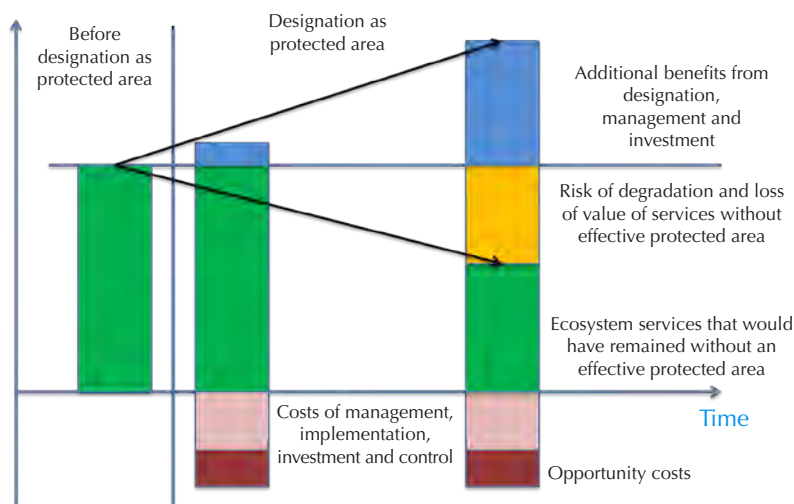 Before
designation as
protected area
Designation as
protected area
Additional benefits from
designation,
management and
investment
Risk of degradation and loss
of value of services without
effective protected area
Ecosystem services that would
have remained without an
effective protected area
Time
Costs of management,
implementation,
investment and control
Opportunity costs